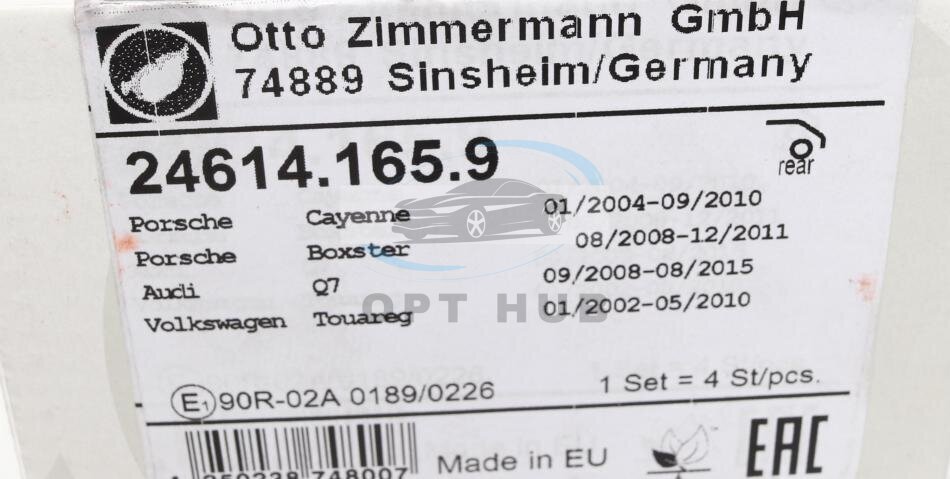 Otto Zimmermann GmbH
74889 Sinsheim/Germany
24614.165.9
rear
Porsche Cayenne 01/2004-09/2010
Porsche Boxster 08/2008-12/2011
Audi Q7 09/2008-08/2015
Volkswagen Touareg 01/2002-05/2010
OPT HUB
E1 90R-02A 0189/0226
1 Set = 4 St/pcs.
748007
Made in EU
EAC